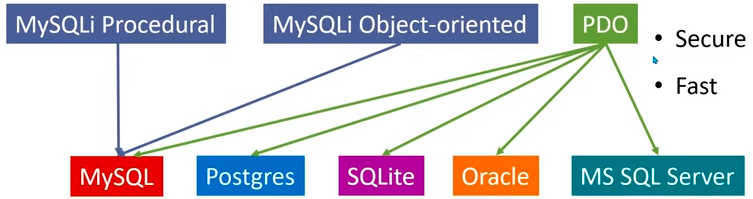 MySQLi Procedural
MySQLi Object-oriented
PDO
• Secure
• Fast
MySQL
Postgres
SQLite
Oracle
MS SQL Server